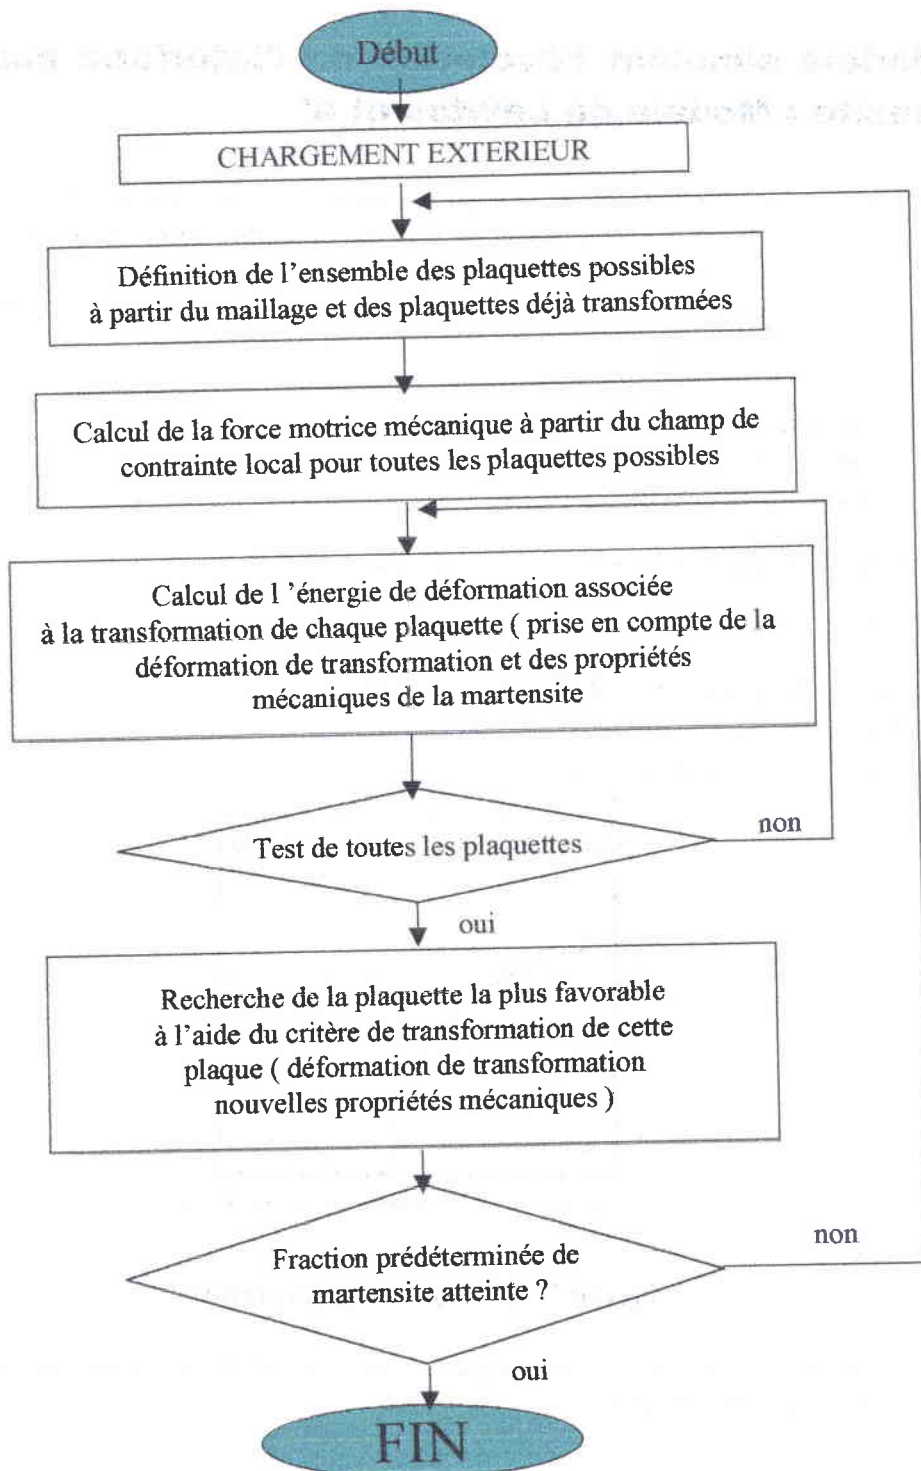 Début
CHARGEMENT EXTERIEUR
Définition de l'ensemble des plaquettes possibles
à partir du maillage et des plaquettes déjà transformées
Calcul de la force motrice mécanique à partir du champ de
contrainte local pour toutes les plaquettes possibles
Calcul de l 'énergie de déformation associée
à la transformation de chaque plaquette ( prise en compte de la
déformation de transformation et des propriétés
mécaniques de la martensite
Test de toutes les plaquettes
non
oui
Recherche de la plaquette la plus favorable
à l'aide du critère de transformation de cette
plaque ( déformation de transformation
nouvelles propriétés mécaniques )
Fraction prédéterminée de
martensite atteinte ?
non
oui
FIN